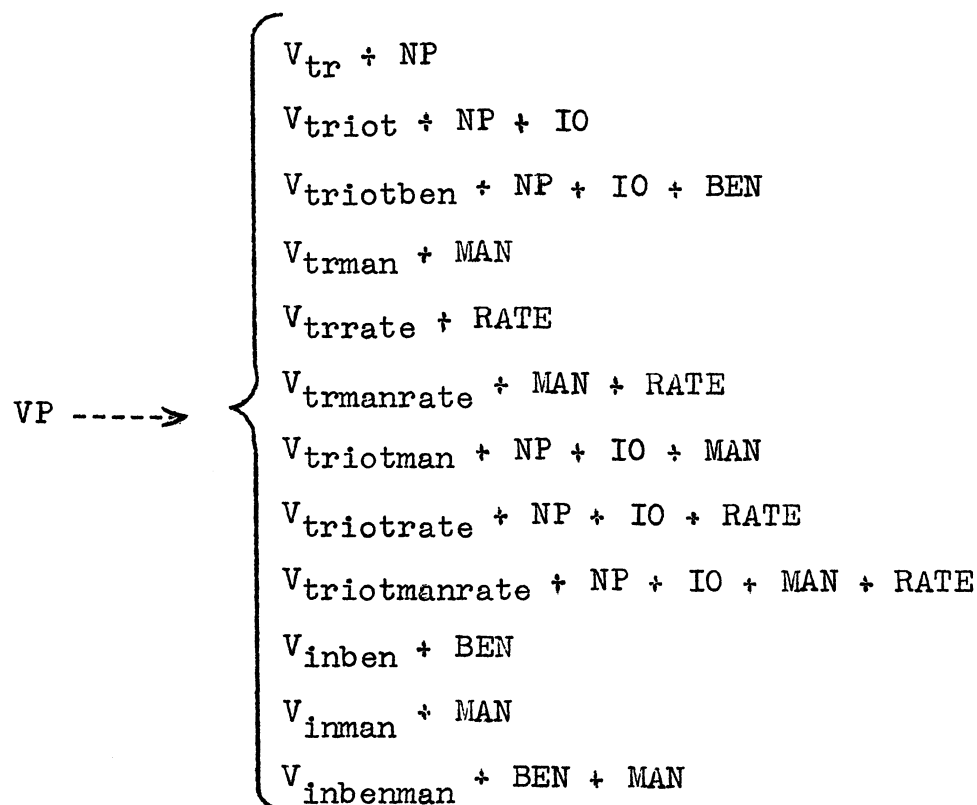 V_tr + NP
V_triot + NP + IO
V_triotben + NP + IO + BEN
V_trman + MAN
V_trrate + RATE
V_trmanrate + MAN + RATE
VP ----->
V_triotman + NP + IO + MAN
V_triotrate + NP + IO + RATE
V_triotmanrate + NP + IO + MAN + RATE
V_inben + BEN
V_inman + MAN
V_inbenman + BEN + MAN